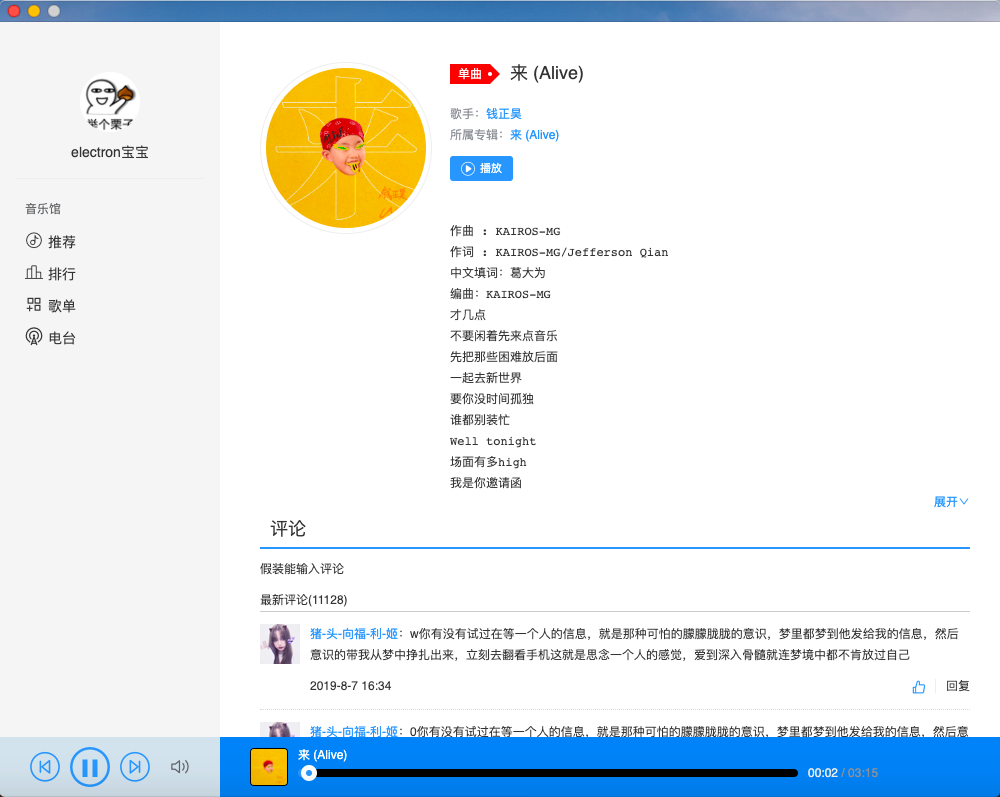 举个栗子
electron宝宝
音乐馆
推荐
排行
歌单
电台
单曲
来 (Alive)
歌手: 钱正昊
所属专辑: 来 (Alive)
播放
作曲 : KAIROS-MG
作词 : KAIROS-MG/Jefferson Qian
中文填词: 葛大为
编曲: KAIROS-MG
才几点
不要闲着先来点音乐
先把那些困难放后面
一起去新世界
要你没时间孤独
谁都别装忙
Well tonight
场面有多high
我是你邀请函
展开
评论
假装能输入评论
最新评论(11128)
猪-头-向福-利-姬: w你有没有试过在等一个人的信息，就是那种可怕的朦朦胧胧的意识，梦里都梦到他发给我的信息，然后
意识的带我从梦中挣扎出来，立刻去翻看手机这就是思念一个人的感觉，爱到深入骨髓就连梦境中都不肯放过自己
2019-8-7 16:34
回复
猪-头-向福-利-姬: 0你有没有试过在等一个人的信息，就是那种可怕的朦朦胧胧的意识，梦里都梦到他发给我的信息，然后意
来 (Alive)
00:02 / 03:15